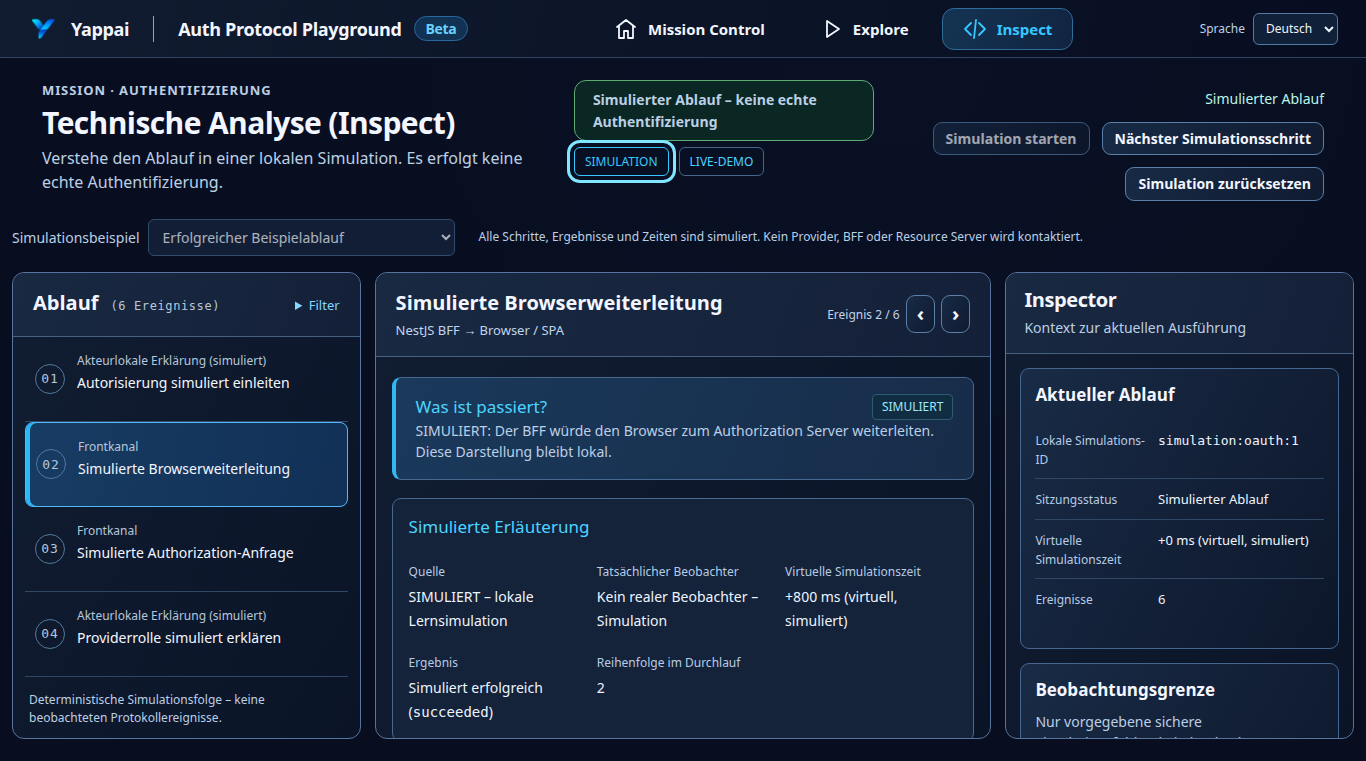 Yappai
Auth Protocol Playground
Beta
Mission Control
Explore
Inspect
Sprache
Deutsch
MISSION · AUTHENTIFIZIERUNG
Technische Analyse (Inspect)
Verstehe den Ablauf in einer lokalen Simulation. Es erfolgt keine
echte Authentifizierung.
Simulierter Ablauf – keine echte
Authentifizierung
SIMULATION
LIVE-DEMO
Simulierter Ablauf
Simulation starten
Nächster Simulationsschritt
Simulation zurücksetzen
Simulationsbeispiel
Erfolgreicher Beispielablauf
Alle Schritte, Ergebnisse und Zeiten sind simuliert. Kein Provider, BFF oder Resource Server wird kontaktiert.
Ablauf (6 Ereignisse)
Filter
01
Akteurlokale Erklärung (simuliert)
Autorisierung simuliert einleiten
02
Frontkanal
Simulierte Browserweiterleitung
03
Frontkanal
Simulierte Authorization-Anfrage
04
Akteurlokale Erklärung (simuliert)
Providerrolle simuliert erklären
Deterministische Simulationsfolge – keine
beobachteten Protokollereignisse.
Simulierte Browserweiterleitung
NestJS BFF → Browser / SPA
Ereignis 2 / 6
‹
›
Was ist passiert?
SIMULIERT
SIMULIERT: Der BFF würde den Browser zum Authorization Server weiterleiten.
Diese Darstellung bleibt lokal.
Simulierte Erläuterung
Quelle
SIMULIERT – lokale
Lernsimulation
Tatsächlicher Beobachter
Kein realer Beobachter –
Simulation
Virtuelle Simulationszeit
+800 ms (virtuell,
simuliert)
Ergebnis
Simuliert erfolgreich
(succeeded)
Reihenfolge im Durchlauf
2
Inspector
Kontext zur aktuellen Ausführung
Aktueller Ablauf
Lokale Simulations-
ID
simulation:oauth:1
Sitzungsstatus
Simulierter Ablauf
Virtuelle
Simulationszeit
+0 ms (virtuell, simuliert)
Ereignisse
6
Beobachtungsgrenze
Nur vorgegebene sichere